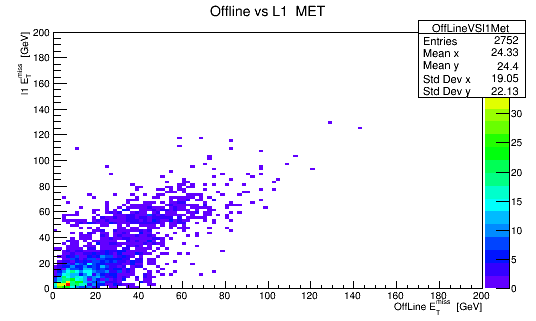 Offline vs L1 MET
OffLineVSl1Met
Entries 2752
Mean x 24.33
Mean y 24.4
Std Dev x 19.05
Std Dev y 22.13
l1 E_T^miss [GeV]
200
180
160
140
120
100
80
60
40
20
0
30
25
20
15
10
5
0
0 20 40 60 80 100 120 140 160 180 200
OffLine E_T^miss [GeV]